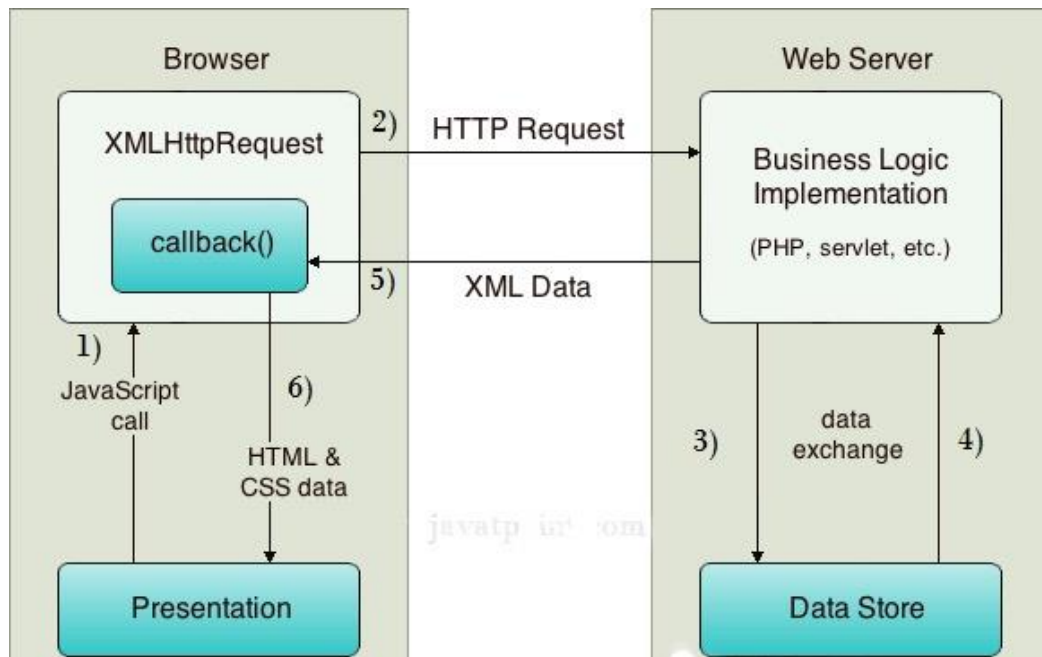 Browser
XMLHttpRequest
callback()
1)
JavaScript
call
6)
HTML &
CSS data
Presentation
2)
HTTP Request
5)
XML Data
Web Server
Business Logic
Implementation
(PHP, servlet, etc.)
3)
data
exchange
4)
Data Store